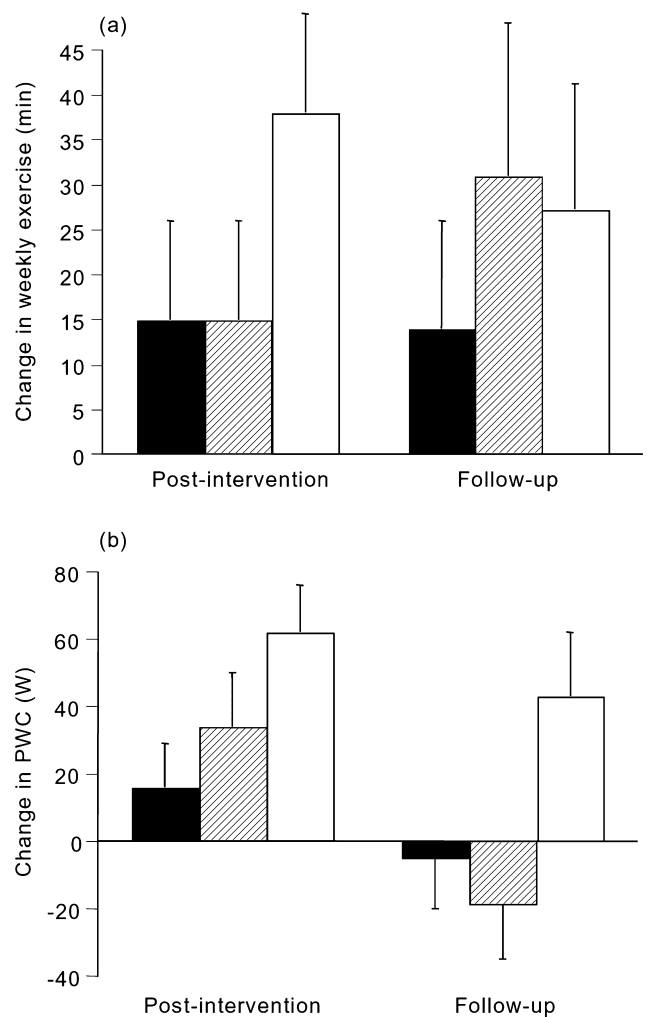 (a)
Change in weekly exercise (min)
45
40
35
30
25
20
15
10
5
0
Post-intervention
Follow-up
(b)
Change in PWC (W)
80
60
40
20
0
-20
-40
Post-intervention
Follow-up